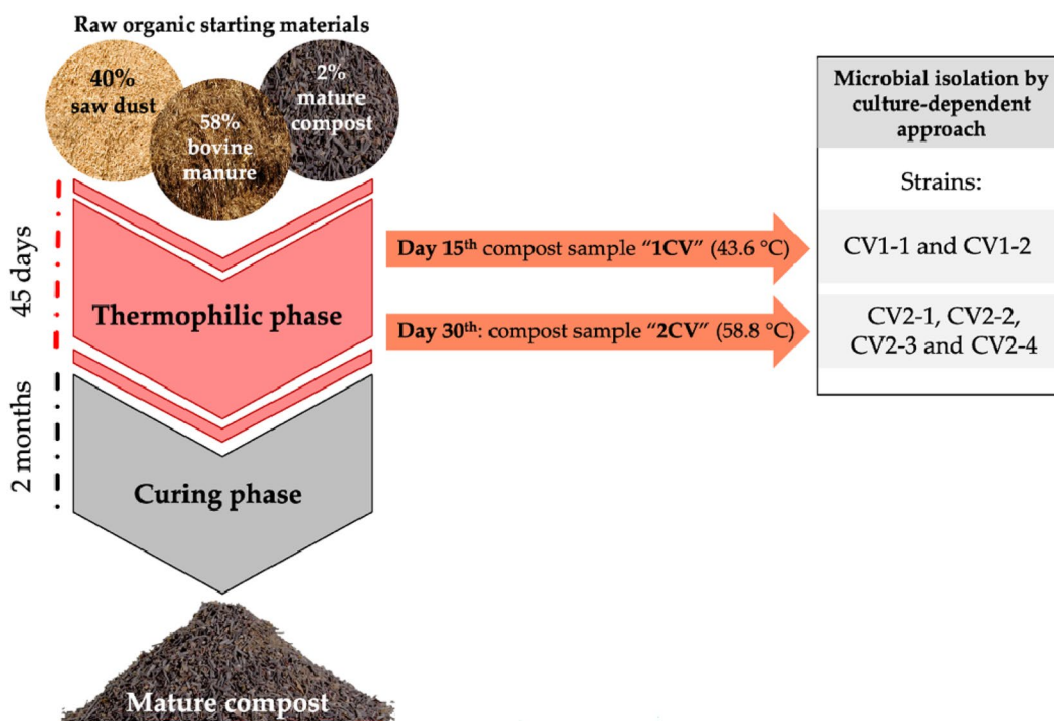 Raw organic starting materials
40%
saw dust
58%
bovine
manure
2%
mature
compost
45 days
Thermophilic phase
2 months
Curing phase
Mature compost
Day 15th compost sample “1CV” (43.6 °C)
Day 30th: compost sample “2CV” (58.8 °C)
Microbial isolation by
culture-dependent
approach
Strains:
CV1-1 and CV1-2
CV2-1, CV2-2,
CV2-3 and CV2-4